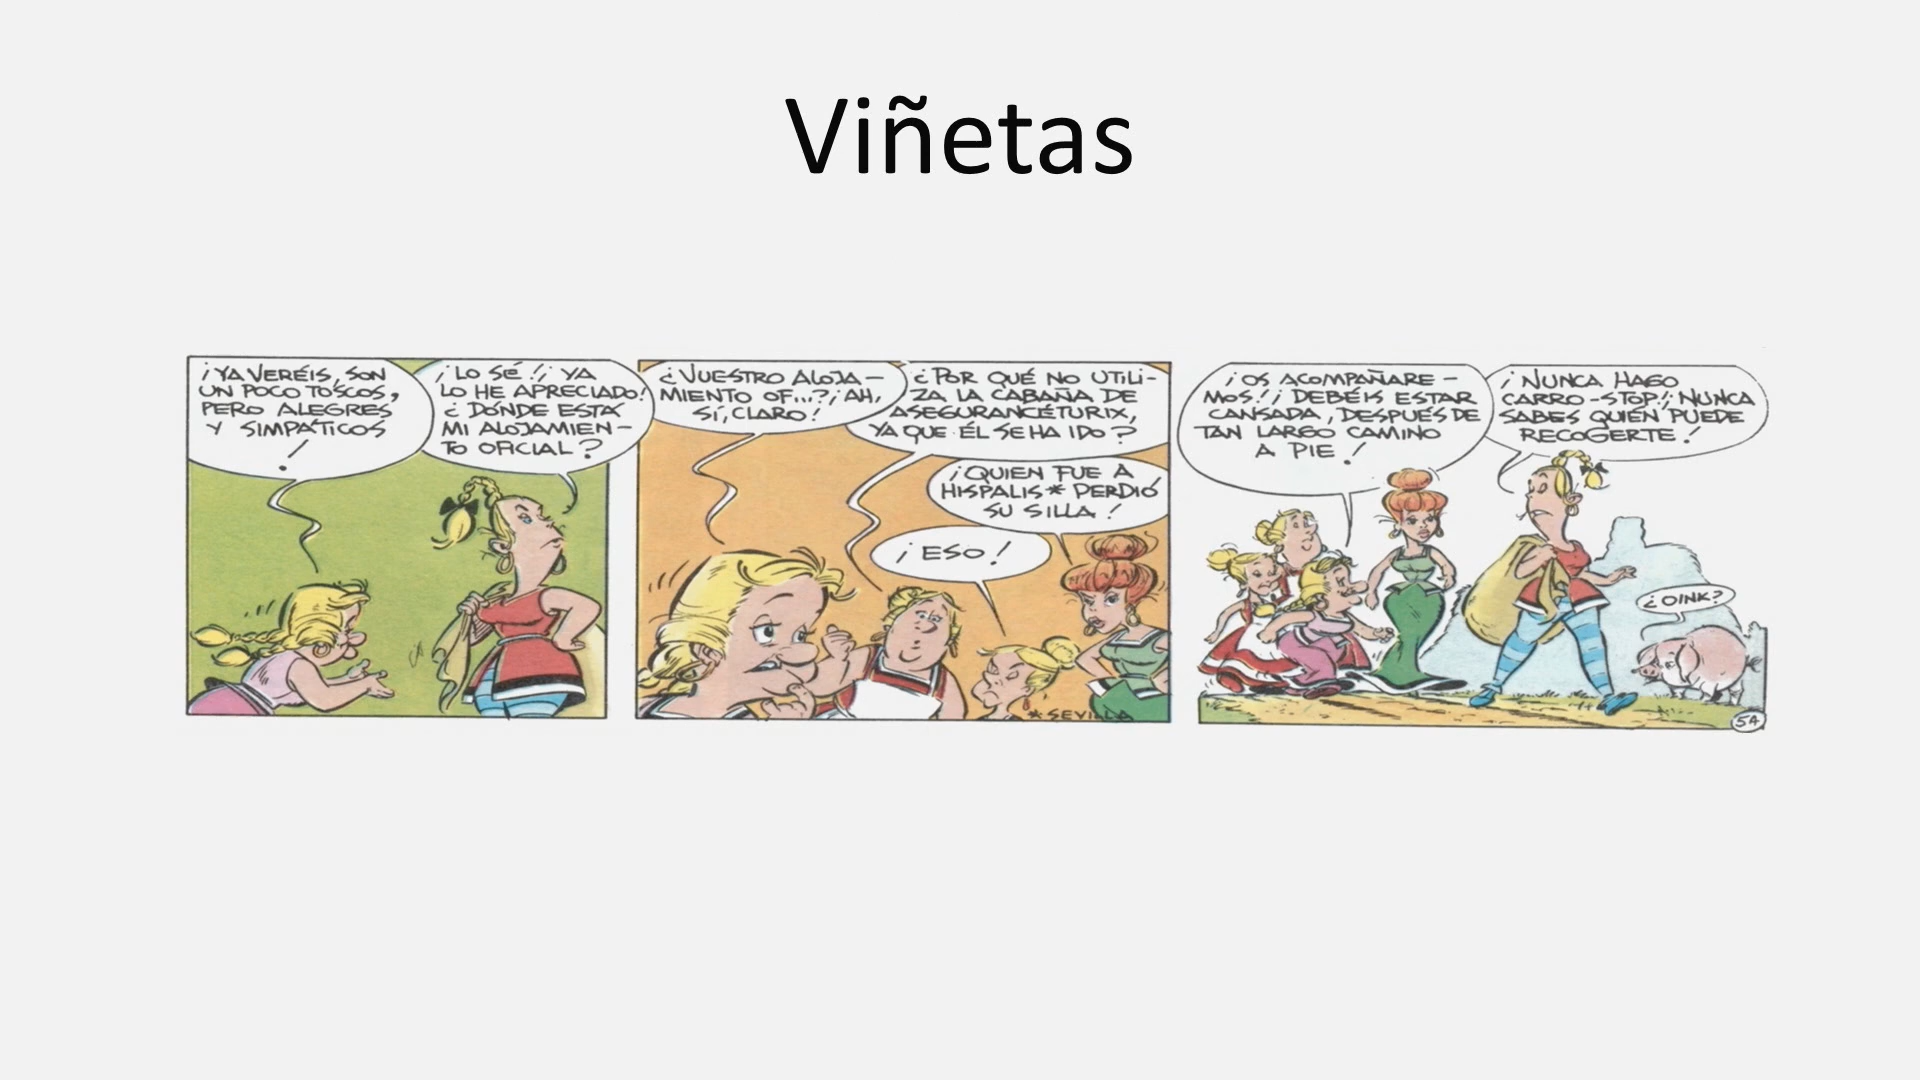 Viñetas
¡YA VERÉIS, SON
UN POCO TOSCOS,
PERO ALEGRES
Y SIMPÁTICOS
!
¡LO SÉ!¡YA
LO HE APRECIADO!
¿DÓNDE ESTÁ
MI ALOJAMIEN-
TO OFICIAL?
¿VUESTRO ALOJA-
MIENTO OF...?¡AH,
SÍ, CLARO!
¿POR QUÉ NO UTILI-
ZA LA CABAÑA DE
ASEGURANCÉTURIX,
YA QUE ÉL SE HA IDO?
¡QUIEN FUE A
HISPALIS* PERDIÓ
SU SILLA!
¡ESO!
*SEVILLA
¡OS ACOMPAÑARE-
MOS!¡DEBÉIS ESTAR
CANSADA, DESPUÉS DE
TAN LARGO CAMINO
A PIE!
¡NUNCA HAGO
CARRO-STOP!¡NUNCA
SABES QUIÉN PUEDE
RECOGERTE!
¿OINK?
5A